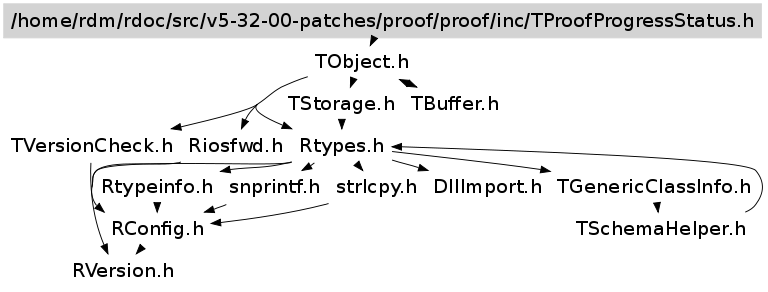 /home/rdm/rdoc/src/v5-32-00-patches/proof/proof/inc/TProofProgressStatus.h
TObject.h
TStorage.h TBuffer.h
TVersionCheck.h Riosfwd.h Rtypes.h
Rtypeinfo.h snprintf.h strlcpy.h DllImport.h TGenericClassInfo.h
RConfig.h TSchemaHelper.h
RVersion.h